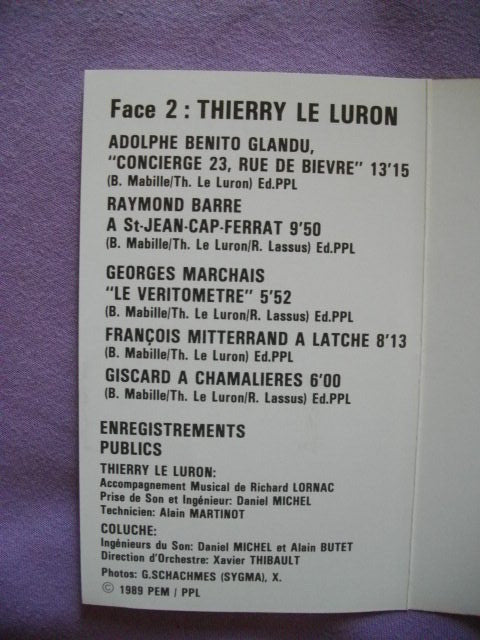 Face 2 : THIERRY LE LURON
ADOLPHE BENITO GLANDU,
"CONCIERGE 23, RUE DE BIEVRE" 13'15
(B. Mabille/Th. Le Luron) Ed.PPL
RAYMOND BARRE
A St-JEAN-CAP-FERRAT 9'50
(B. Mabille/Th. Le Luron/R. Lassus) Ed.PPL
GEORGES MARCHAIS
"LE VERITOMETRE" 5'52
(B. Mabille/Th. Le Luron/R. Lassus) Ed.PPL
FRANÇOIS MITTERRAND A LATCHE 8'13
(B. Mabille/Th. Le Luron) Ed.PPL
GISCARD A CHAMALIERES 6'00
(B. Mabille/Th. Le Luron/R. Lassus) Ed.PPL
ENREGISTREMENTS
PUBLICS
THIERRY LE LURON:
Accompagnement Musical de Richard LORNAC
Prise de Son et Ingénieur: Daniel MICHEL
Technicien: Alain MARTINOT
COLUCHE:
Ingénieurs du Son: Daniel MICHEL et Alain BUTET
Direction d'Orchestre: Xavier THIBAULT
Photos: G.SCHACHMES (SYGMA), X.
© 1989 PEM / PPL